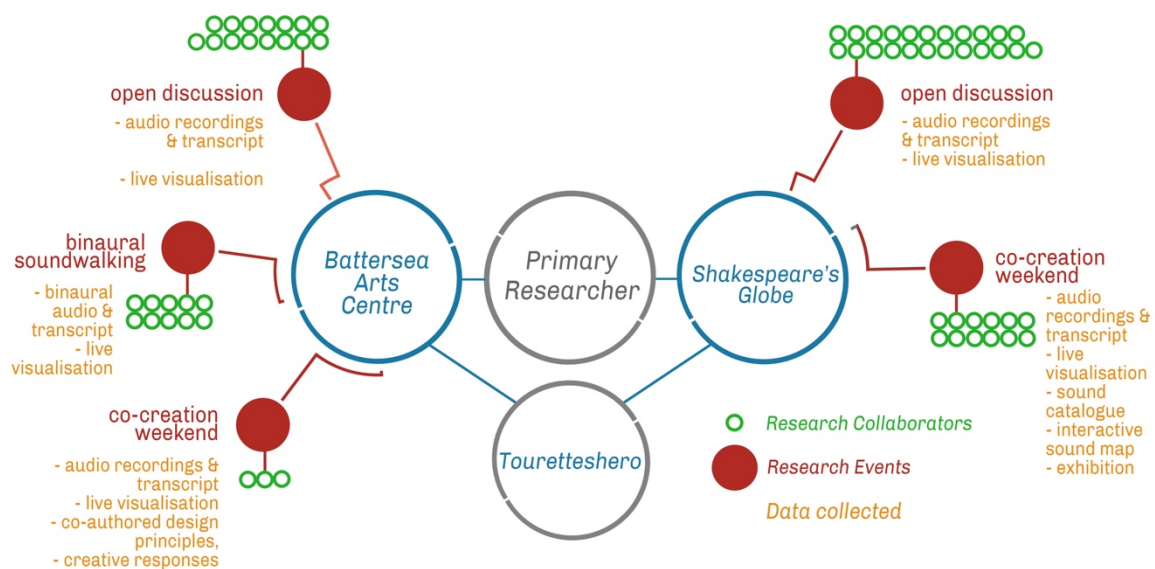 open discussion
- audio recordings
& transcript
- live visualisation
binaural
soundwalking
- binaural
audio &
transcript
- live
visualisation
co-creation
weekend
- audio recordings &
transcript
- live visualisation
- co-authored design
principles,
- creative responses
Battersea
Arts
Centre
Primary
Researcher
Shakespeare's
Globe
Touretteshero
open discussion
- audio recordings
& transcript
- live visualisation
co-creation
weekend
- audio
recordings &
transcript
- live
visualisation
- sound
catalogue
- interactive
sound map
- exhibition
Research Collaborators
Research Events
Data collected